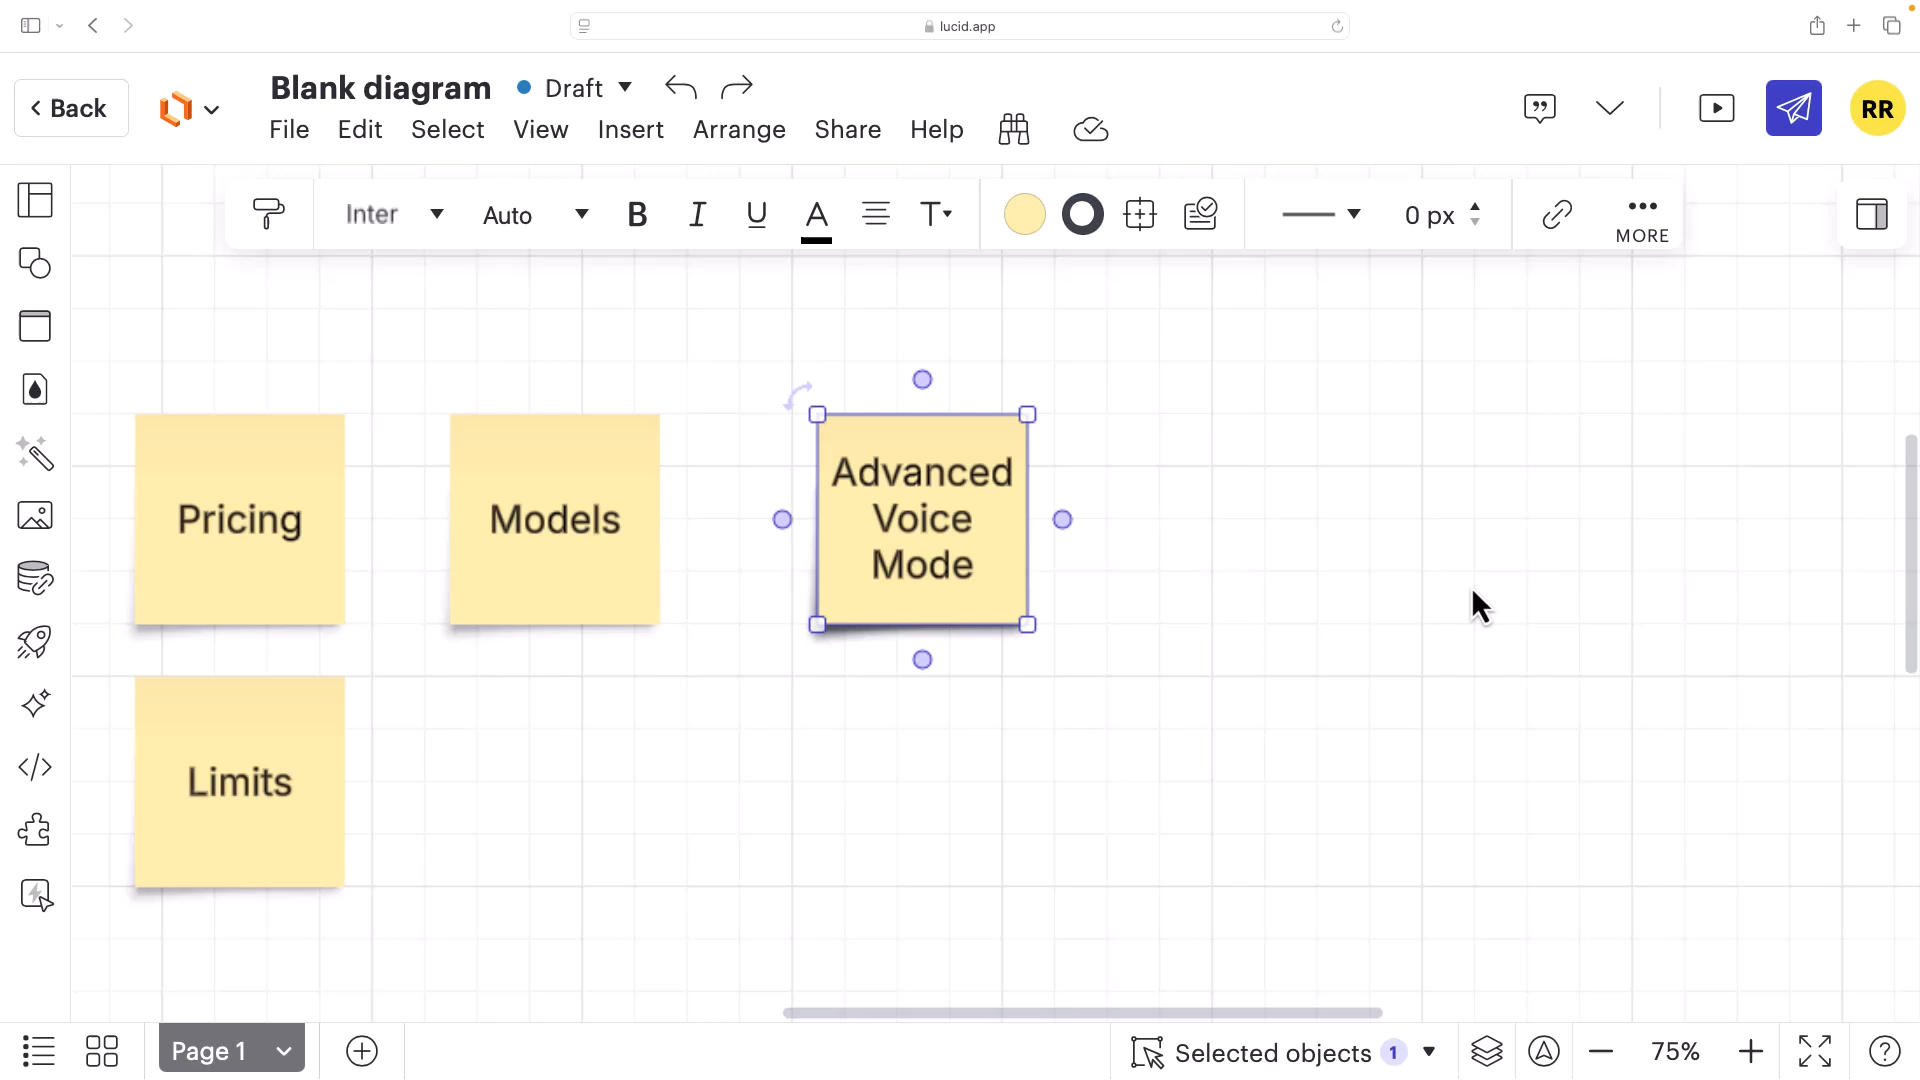 lucid.app
Back
Blank diagram
Draft
File Edit Select View Insert Arrange Share Help
RR
Inter
Auto
B I U A T
0 px
MORE
Pricing
Models
Advanced
Voice
Mode
Limits
Page 1
Selected objects 1
75%